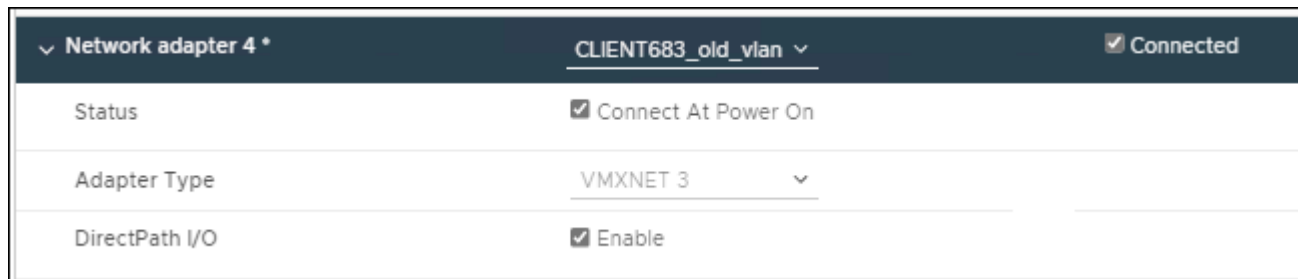 Network adapter 4 * CLIENT683_old_vlan Connected
Status Connect At Power On
Adapter Type VMXNET 3
DirectPath I/O Enable